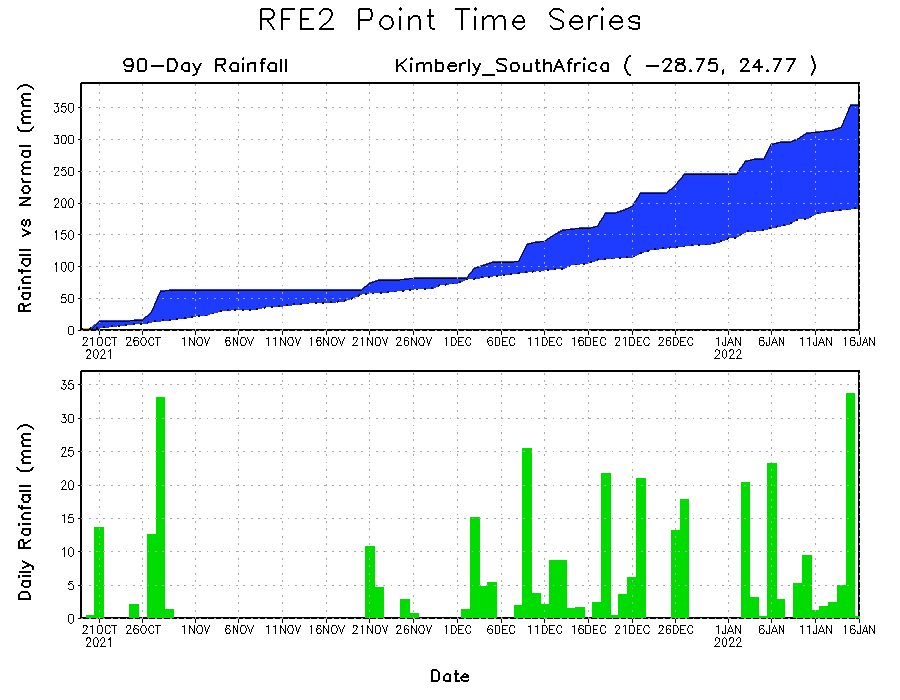 RFE2 Point Time Series
90-Day Rainfall Kimberly_SouthAfrica ( -28.75, 24.77 )
Rainfall vs Normal (mm)
350
300
250
200
150
100
50
0
21OCT 26OCT 1NOV 6NOV 11NOV 16NOV 21NOV 26NOV 1DEC 6DEC 11DEC 16DEC 21DEC 26DEC 1JAN 6JAN 11JAN 16JAN
2021 2022
Daily Rainfall (mm)
35
30
25
20
15
10
5
0
21OCT 26OCT 1NOV 6NOV 11NOV 16NOV 21NOV 26NOV 1DEC 6DEC 11DEC 16DEC 21DEC 26DEC 1JAN 6JAN 11JAN 16JAN
2021 2022
Date